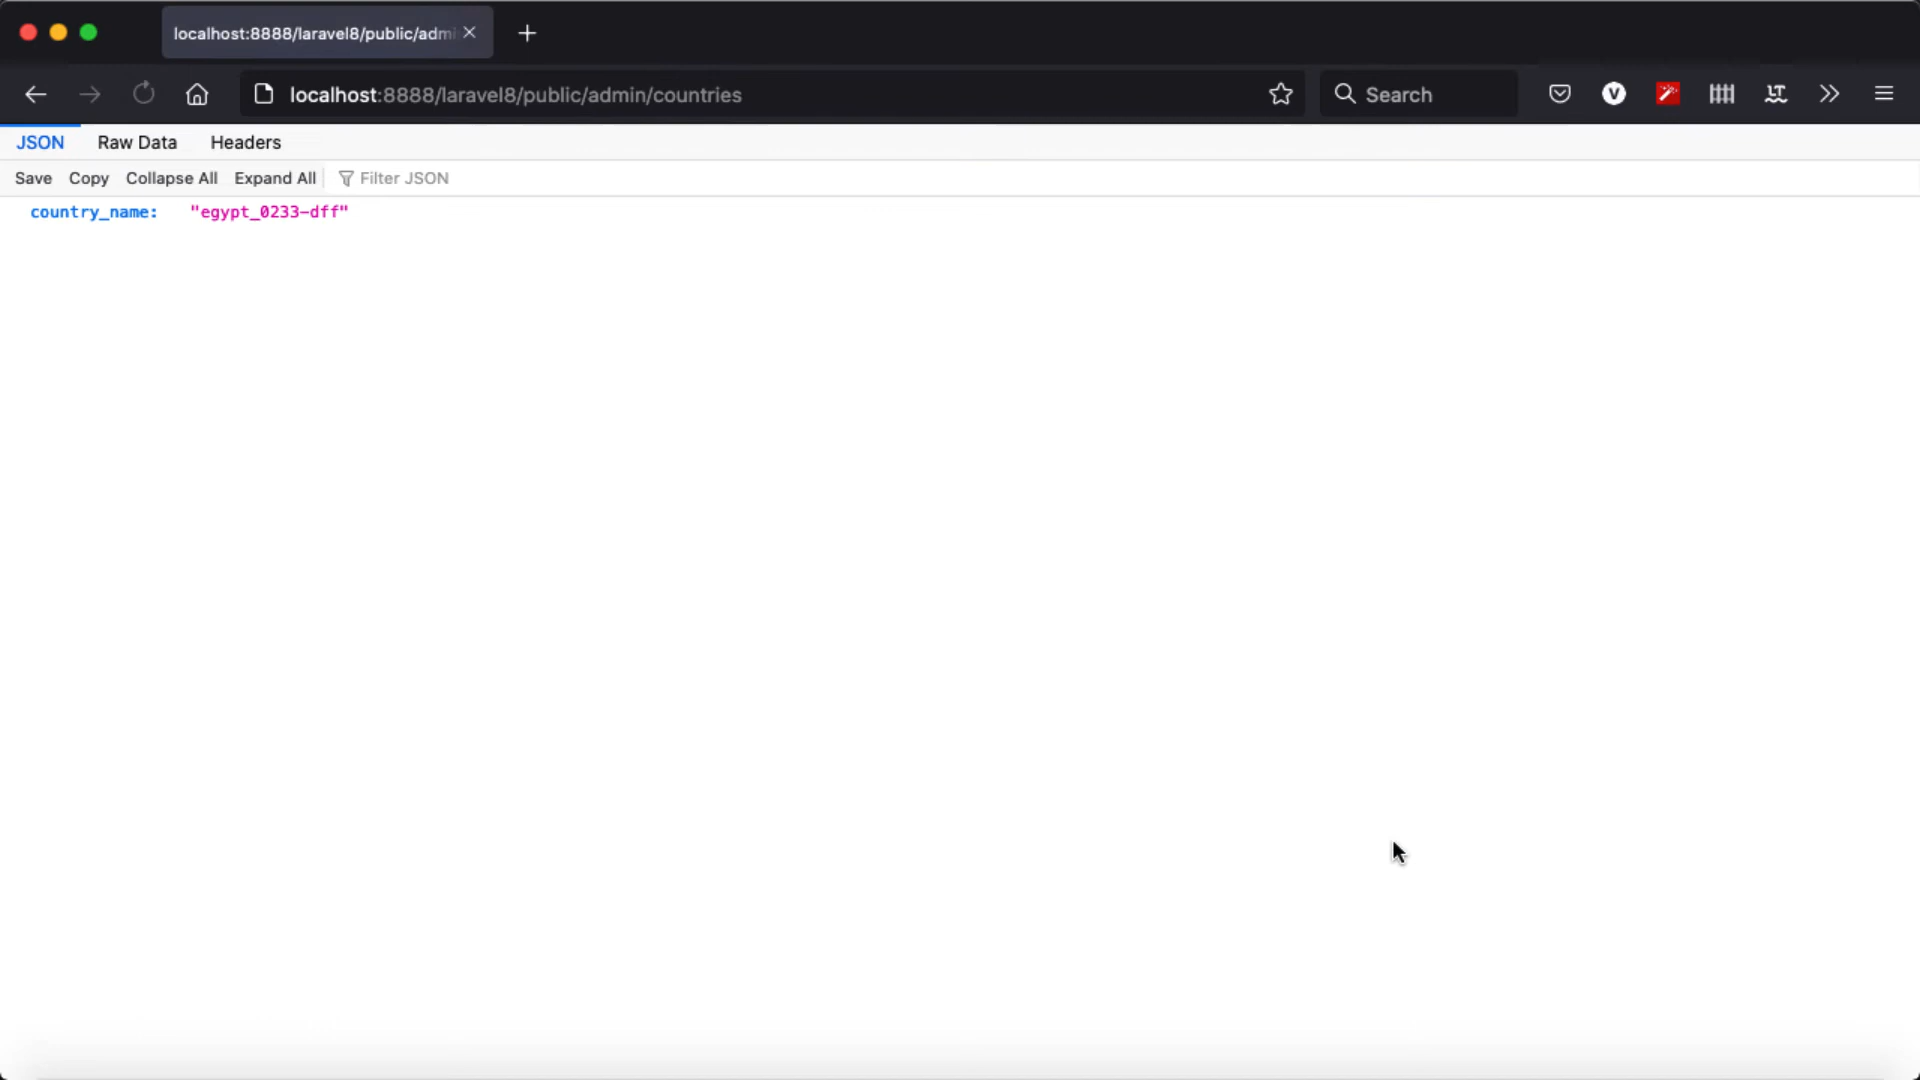 localhost:8888/laravel8/public/adm
localhost:8888/laravel8/public/admin/countries
Search
V
JSON Raw Data Headers
Save Copy Collapse All Expand All Filter JSON
country_name: "egypt_0233-dff"